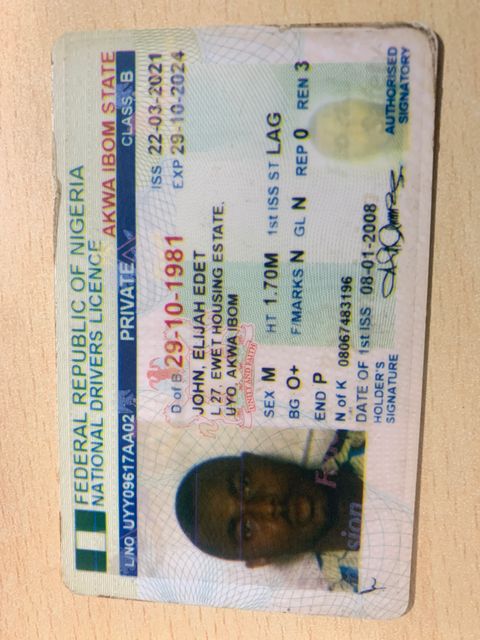 FEDERAL REPUBLIC OF NIGERIA
NATIONAL DRIVERS LICENCE
AKWA IBOM STATE
L/NO UYY09617AA02 PRIVATE CLASS B
ISS 22-03-2021
D of B 29-10-1981 EXP 29-10-2024
JOHN, ELIJAH EDET
L 27, EWET HOUSING ESTATE,
UYO, AKWA IBOM
UNITY AND FAITH
SEX M HT 1.70M 1st ISS ST LAG
BG O+ F/MARKS N GL N REP 0 REN 3
END P
N of K 08067483196
DATE OF 1st ISS 08-01-2008
HOLDER'S
SIGNATURE
AUTHORISED
SIGNATORY